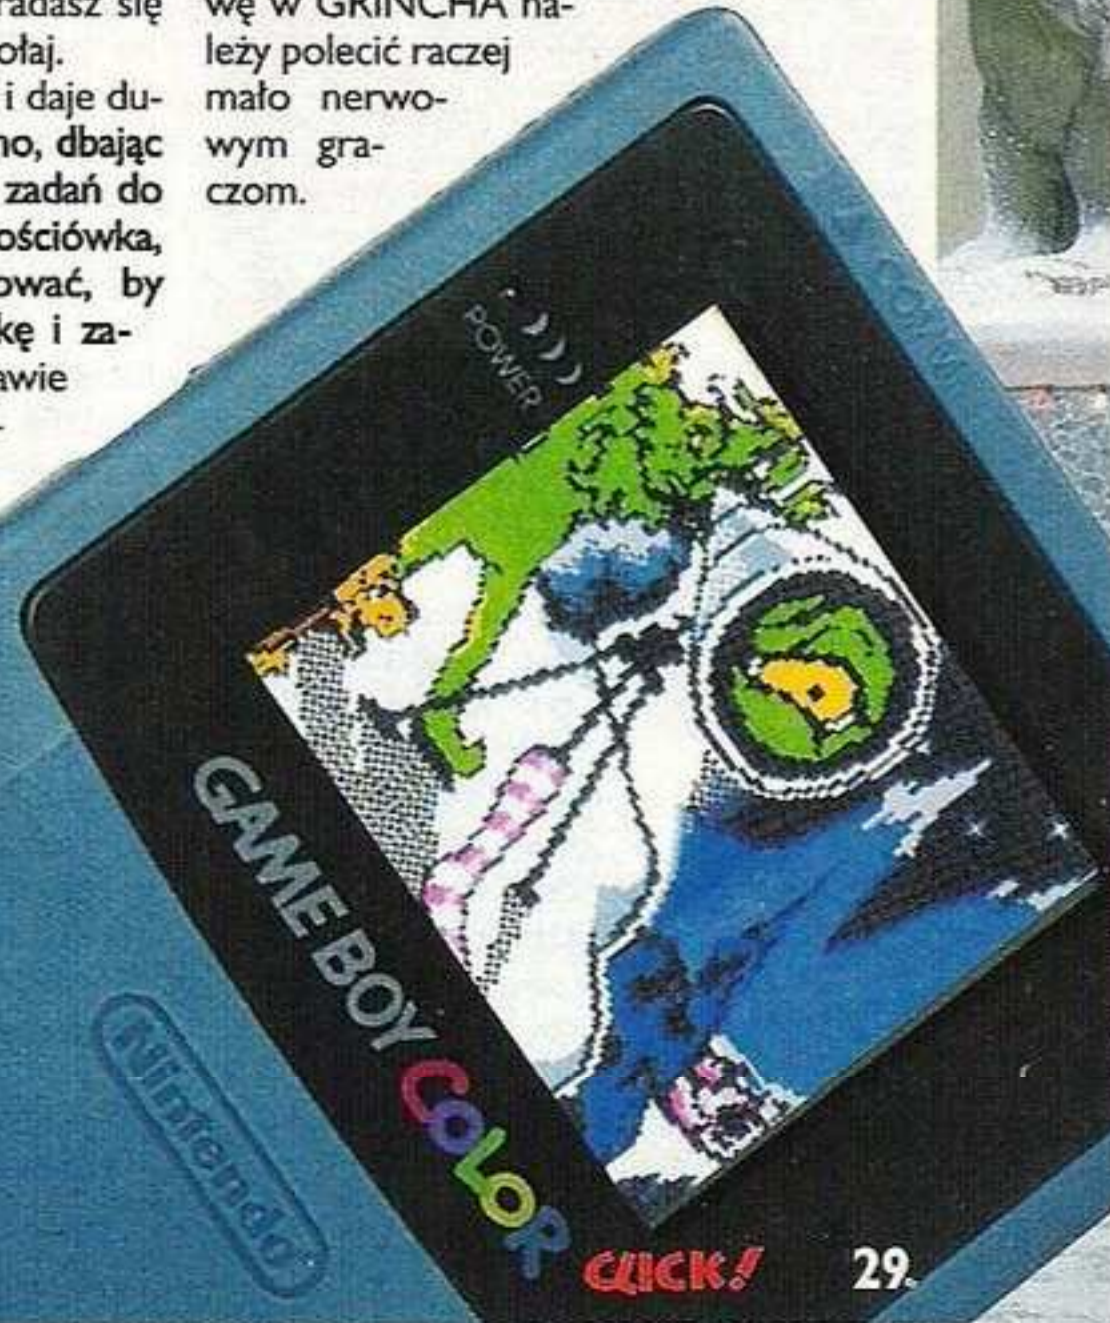 radasz się
ołaj.
i daje du-
no, dbając
zadań do
ościówka,
ować, by
kę i za-
awie
wę w GRINCHA na-
leży polecić raczej
mało nerwo-
wym gra-
czom.
POWER
COMM
GAME BOY COLOR
Nintendo
CLICK!
29